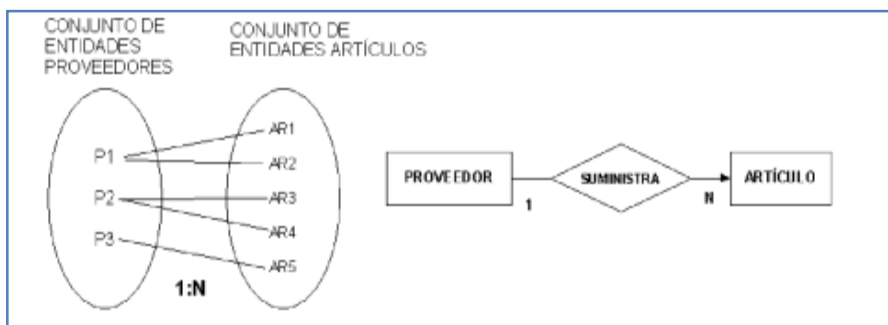 CONJUNTO DE
ENTIDADES
PROVEEDORES
CONJUNTO DE
ENTIDADES ARTÍCULOS
P1
P2
P3
AR1
AR2
AR3
AR4
AR5
1:N
PROVEEDOR
1
SUMINISTRA
N
ARTÍCULO